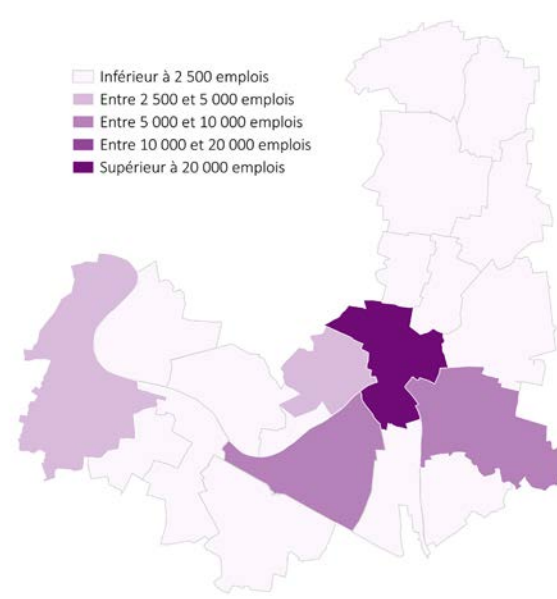 Inférieur à 2 500 emplois
Entre 2 500 et 5 000 emplois
Entre 5 000 et 10 000 emplois
Entre 10 000 et 20 000 emplois
Supérieur à 20 000 emplois